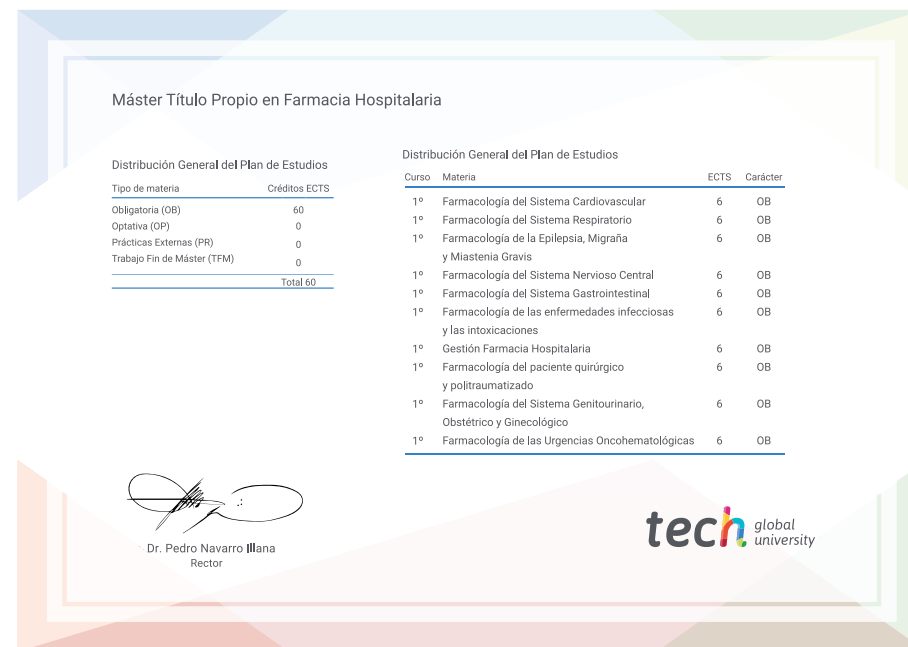 Máster Título Propio en Farmacia Hospitalaria
Distribución General del Plan de Estudios
Tipo de materia Créditos ECTS
Obligatoria (OB) 60
Optativa (OP) 0
Prácticas Externas (PR) 0
Trabajo Fin de Máster (TFM) 0
Total 60
Distribución General del Plan de Estudios
Curso Materia ECTS Carácter
1º Farmacología del Sistema Cardiovascular 6 OB
1º Farmacología del Sistema Respiratorio 6 OB
1º Farmacología de la Epilepsia, Migraña 6 OB
y Miastenia Gravis
1º Farmacología del Sistema Nervioso Central 6 OB
1º Farmacología del Sistema Gastrointestinal 6 OB
1º Farmacología de las enfermedades infecciosas 6 OB
y las intoxicaciones
1º Gestión Farmacia Hospitalaria 6 OB
1º Farmacología del paciente quirúrgico 6 OB
y politraumatizado
1º Farmacología del Sistema Genitourinario, 6 OB
Obstétrico y Ginecológico
1º Farmacología de las Urgencias Oncohematológicas 6 OB
Dr. Pedro Navarro Illana
Rector
tech global
university